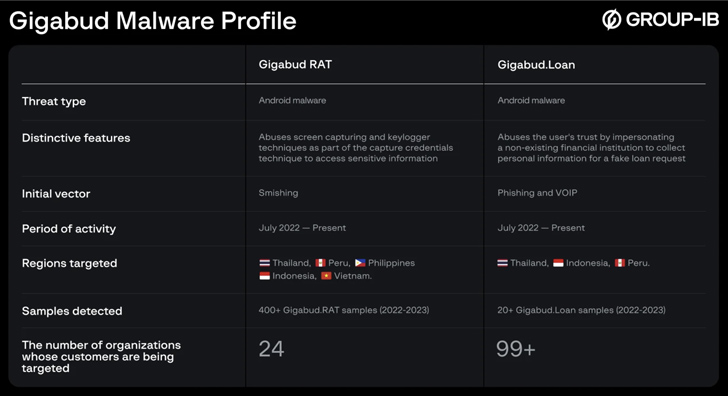 Gigabud Malware Profile
GROUP-IB
Gigabud RAT
Gigabud.Loan
Threat type
Android malware
Android malware
Distinctive features
Abuses screen capturing and keylogger
techniques as part of the capture credentials
technique to access sensitive information
Abuses the user's trust by impersonating
a non-existing financial institution to collect
personal information for a fake loan request
Initial vector
Smishing
Phishing and VOIP
Period of activity
July 2022 — Present
July 2022 — Present
Regions targeted
Thailand, Peru, Philippines
Indonesia, Vietnam.
Thailand, Indonesia, Peru.
Samples detected
400+ Gigabud.RAT samples (2022-2023)
20+ Gigabud.Loan samples (2022-2023)
The number of organizations
whose customers are being
targeted
24
99+